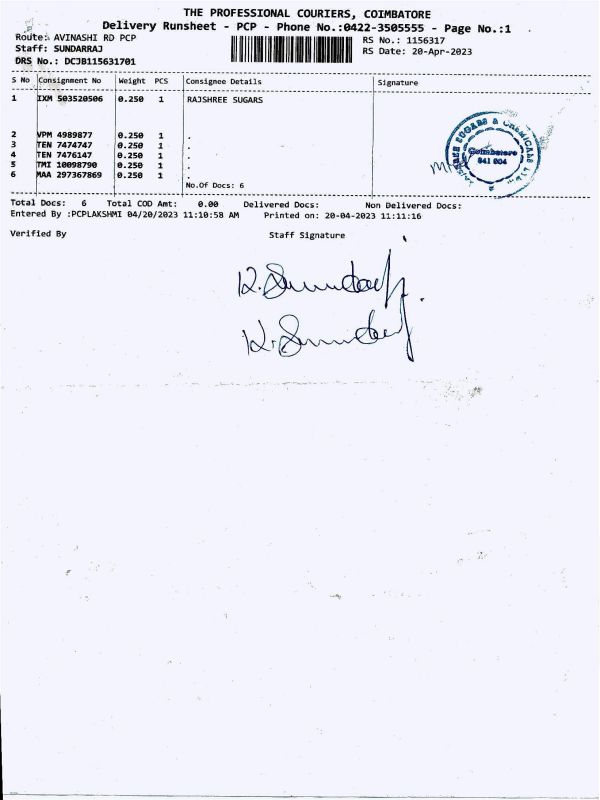 THE PROFESSIONAL COURIERS, COIMBATORE
Delivery Runsheet - PCP - Phone No.:0422-3505555 - Page No.:1
Route: AVINASHI RD PCP
RS No.: 1156317
Staff: SUNDARRAJ
RS Date: 20-Apr-2023
DRS No.: DCJB115631701
S No Consignment No Weight PCS Consignee Details Signature
1 IXM 503520506 0.250 1 RAJSHREE SUGARS
2 VPM 4989877 0.250 1 .
3 TEN 7474747 0.250 1 .
4 TEN 7476147 0.250 1 .
5 TMI 10098790 0.250 1 .
6 MAA 297367869 0.250 1 .
No.Of Docs: 6
SUGARS & CHEMICALS
Coimbatore
641 004
Total Docs: 6 Total COD Amt: 0.00 Delivered Docs: Non Delivered Docs:
Entered By :PCPLAKSHMI 04/20/2023 11:10:58 AM Printed on: 20-04-2023 11:11:16
Verified By Staff Signature
K. Sundarraj.
K. Sundarraj